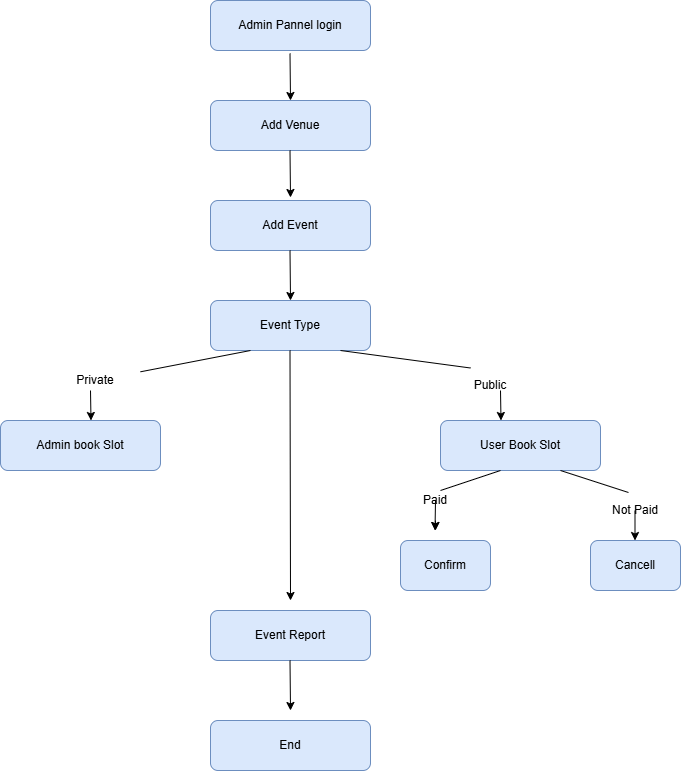 Admin Pannel login
Add Venue
Add Event
Event Type
Private
Public
Admin book Slot
User Book Slot
Paid
Not Paid
Confirm
Cancell
Event Report
End